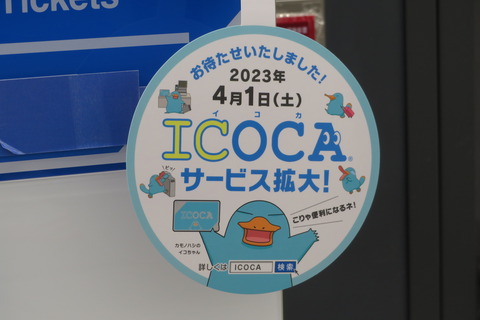 Tickets
お待たせいたしました!
2023年
4月1日(土)
イコカ
ICOCA®
サービス拡大!
ピッ!
ICOCA
こりゃ便利になるネ!
カモノハシの
イコちゃん
詳しくは ICOCA 検索